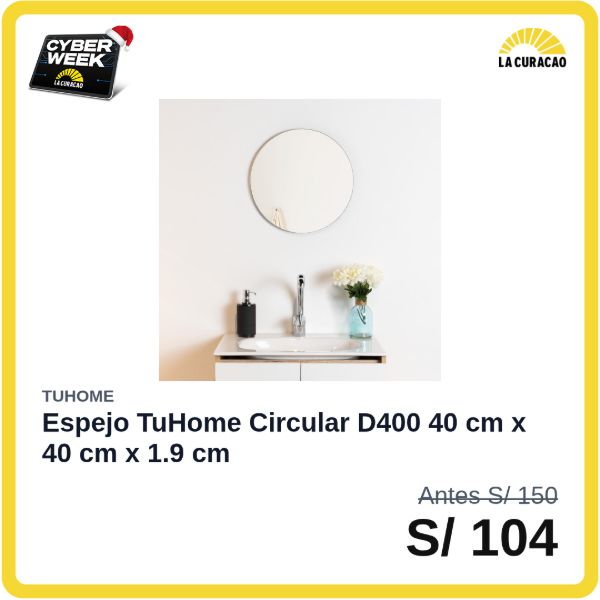 CYBER
WEEK
LA CURACAO
LA CURACAO
TUHOME
Espejo TuHome Circular D400 40 cm x
40 cm x 1.9 cm
Antes S/ 150
S/ 104